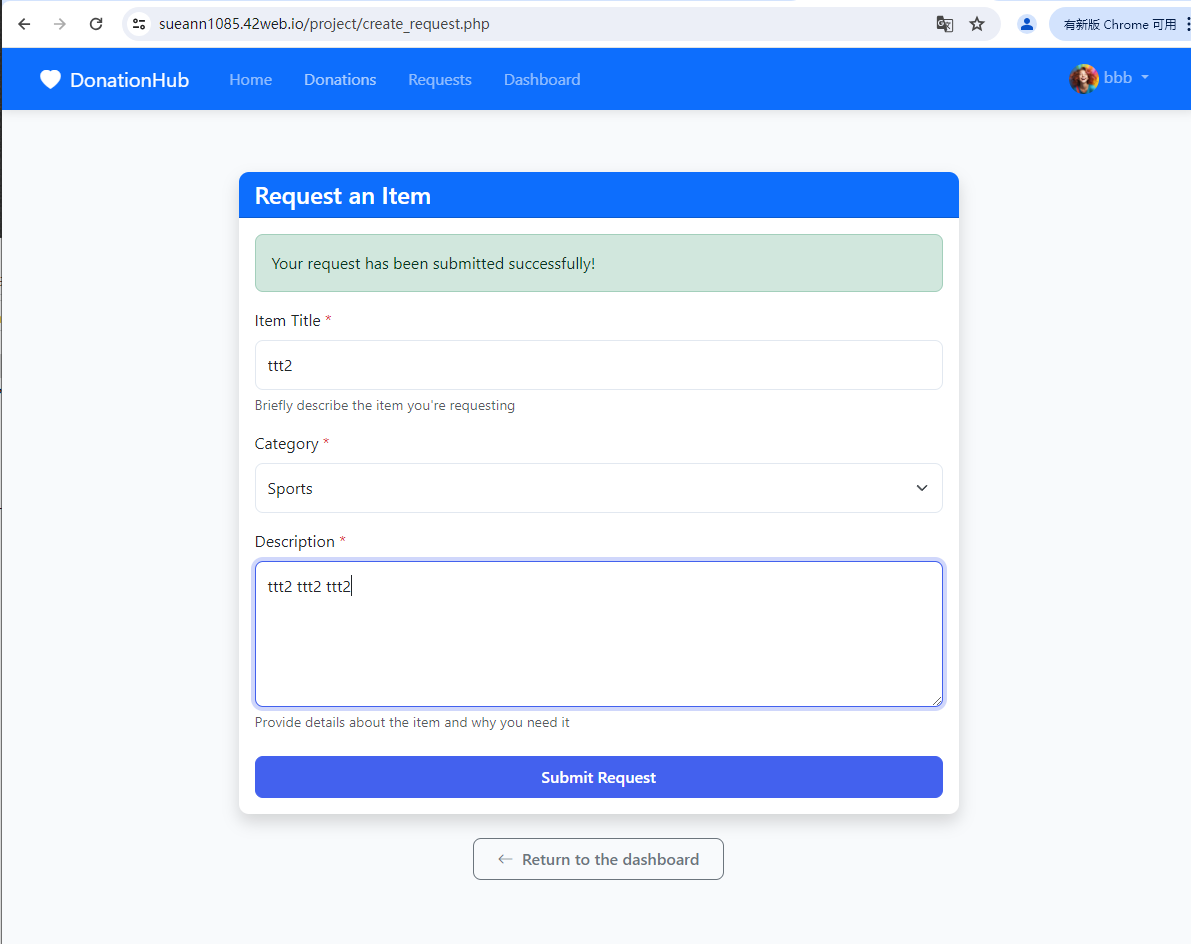 sueann1085.42web.io/project/create_request.php
有新版 Chrome 可用
DonationHub Home Donations Requests Dashboard bbb
Request an Item
Your request has been submitted successfully!
Item Title *
ttt2
Briefly describe the item you're requesting
Category *
Sports
Description *
ttt2 ttt2 ttt2
Provide details about the item and why you need it
Submit Request
← Return to the dashboard